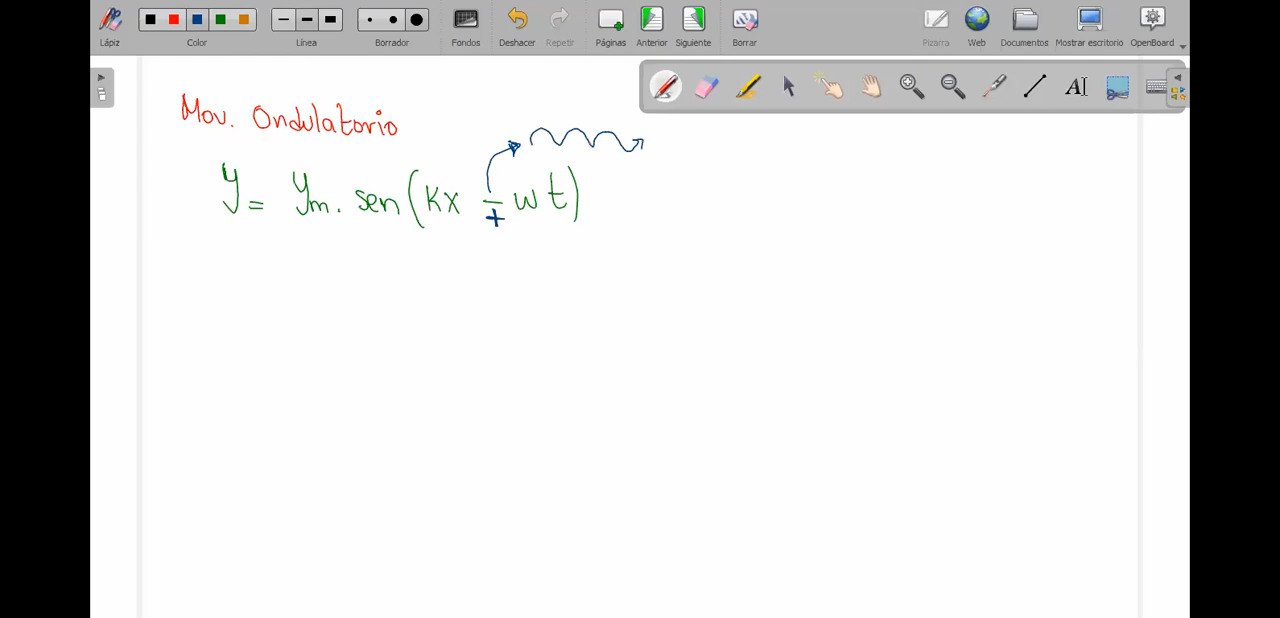 Lápiz Color Línea Borrador Fondos Deshacer Repetir Páginas Anterior Siguiente Borrar Pizarra Web Documentos Mostrar escritorio OpenBoard
Mov. Ondulatorio
y = ym. sen(kx - wt)
+